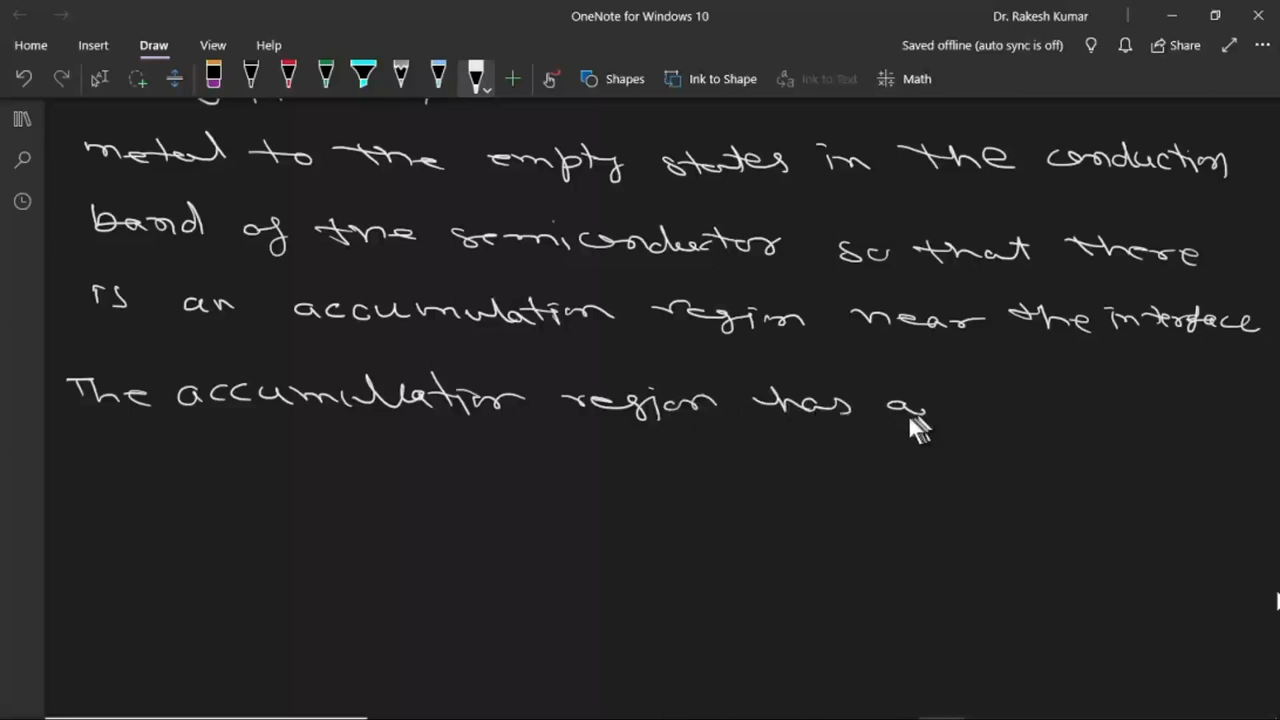 OneNote for Windows 10
Dr. Rakesh Kumar
Home Insert Draw View Help
Saved offline (auto sync is off)
Share
Shapes
Ink to Shape
Ink to Text
Math
metal to the empty states in the conduction
band of the semiconductor so that there
is an accumulation region near the interface
The accumulation region has a